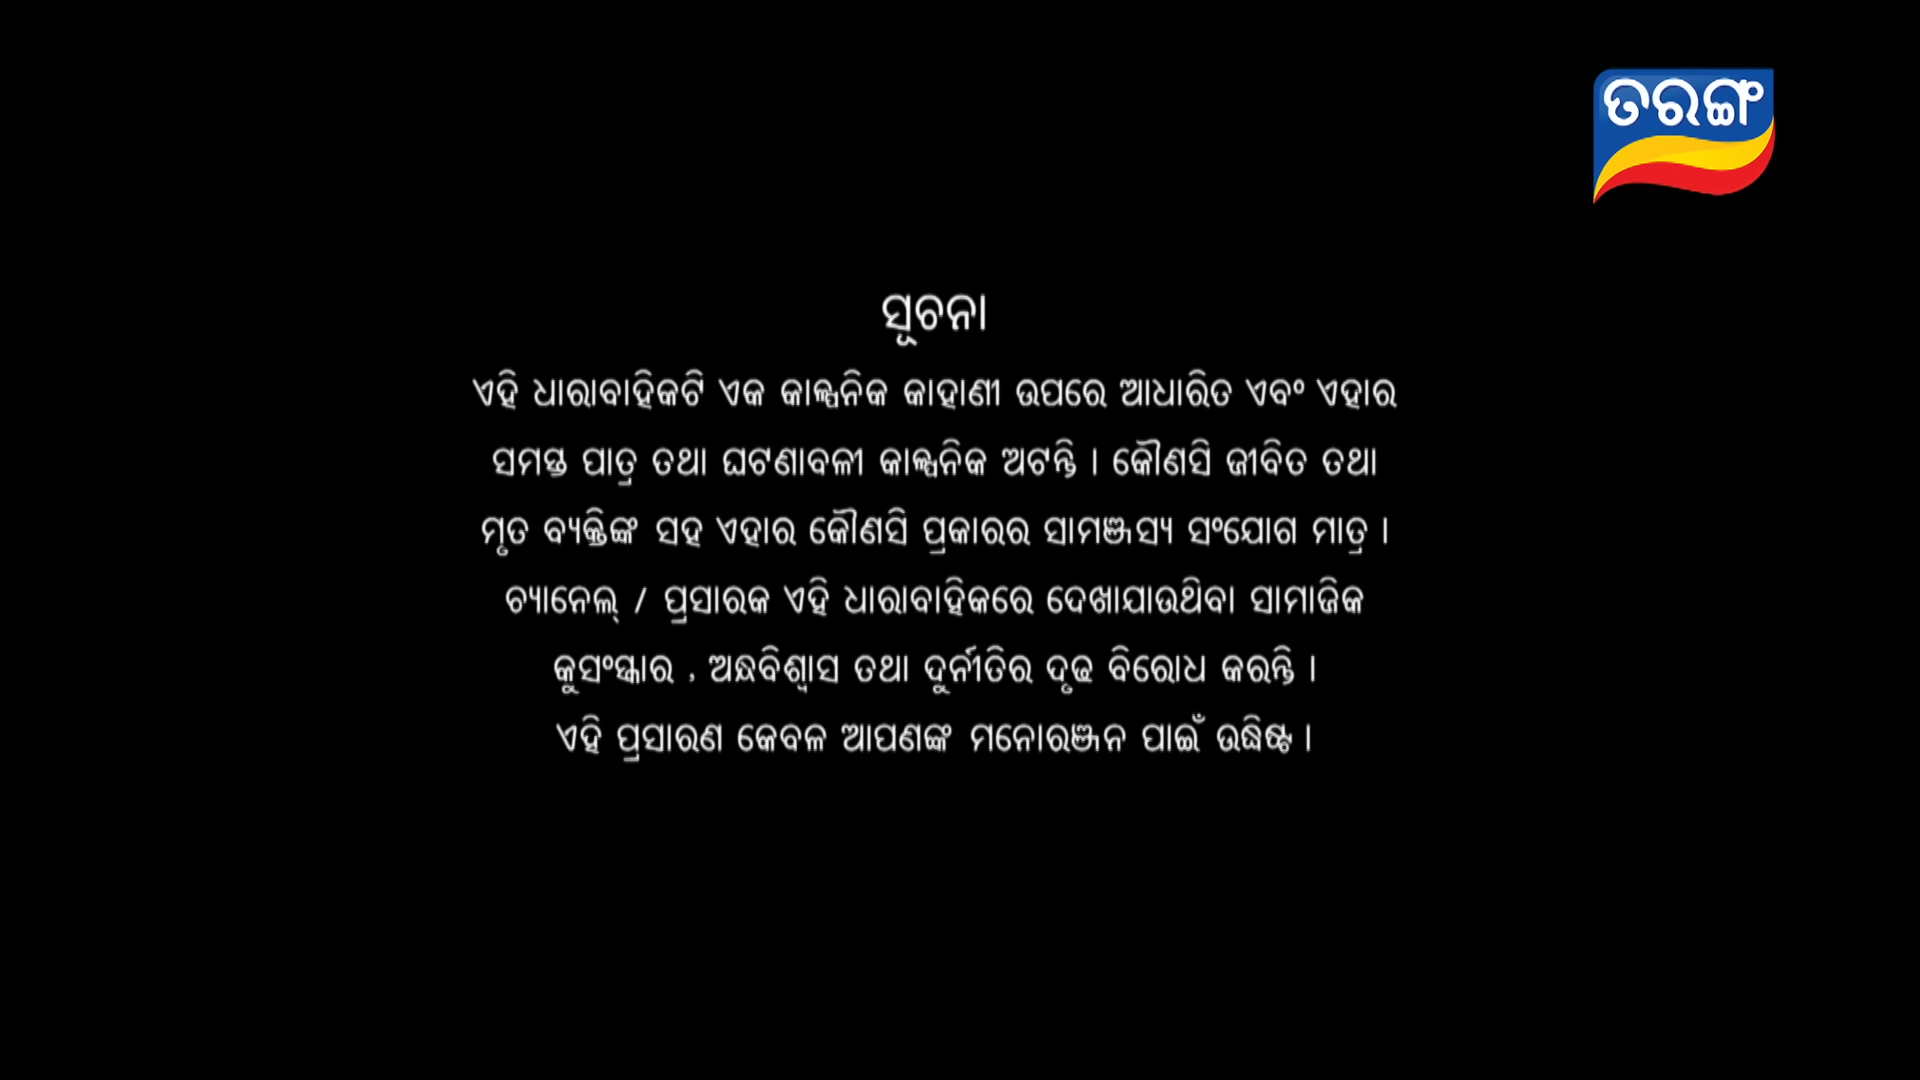 ତରଙ୍ଗ
ସୂଚନା
ଏହି ଧାରାବାହିକଟି ଏକ କାଳ୍ପନିକ କାହାଣୀ ଉପରେ ଆଧାରିତ ଏବଂ ଏହାର
ସମସ୍ତ ପାତ୍ର ତଥା ଘଟଣାବଳୀ କାଳ୍ପନିକ ଅଟନ୍ତି । କୌଣସି ଜୀବିତ ତଥା
ମୃତ ବ୍ୟକ୍ତିଙ୍କ ସହ ଏହାର କୌଣସି ପ୍ରକାରର ସାମଞ୍ଜସ୍ୟ ସଂଯୋଗ ମାତ୍ର ।
ଚ୍ୟାନେଲ୍ / ପ୍ରସାରକ ଏହି ଧାରାବାହିକରେ ଦେଖାଯାଉଥିବା ସାମାଜିକ
କୁସଂସ୍କାର , ଅନ୍ଧବିଶ୍ୱାସ ତଥା ଦୁର୍ନୀତିର ଦୃଢ ବିରୋଧ କରନ୍ତି ।
ଏହି ପ୍ରସାରଣ କେବଳ ଆପଣଙ୍କ ମନୋରଞ୍ଜନ ପାଇଁ ଉଦ୍ଧିଷ୍ଟ ।